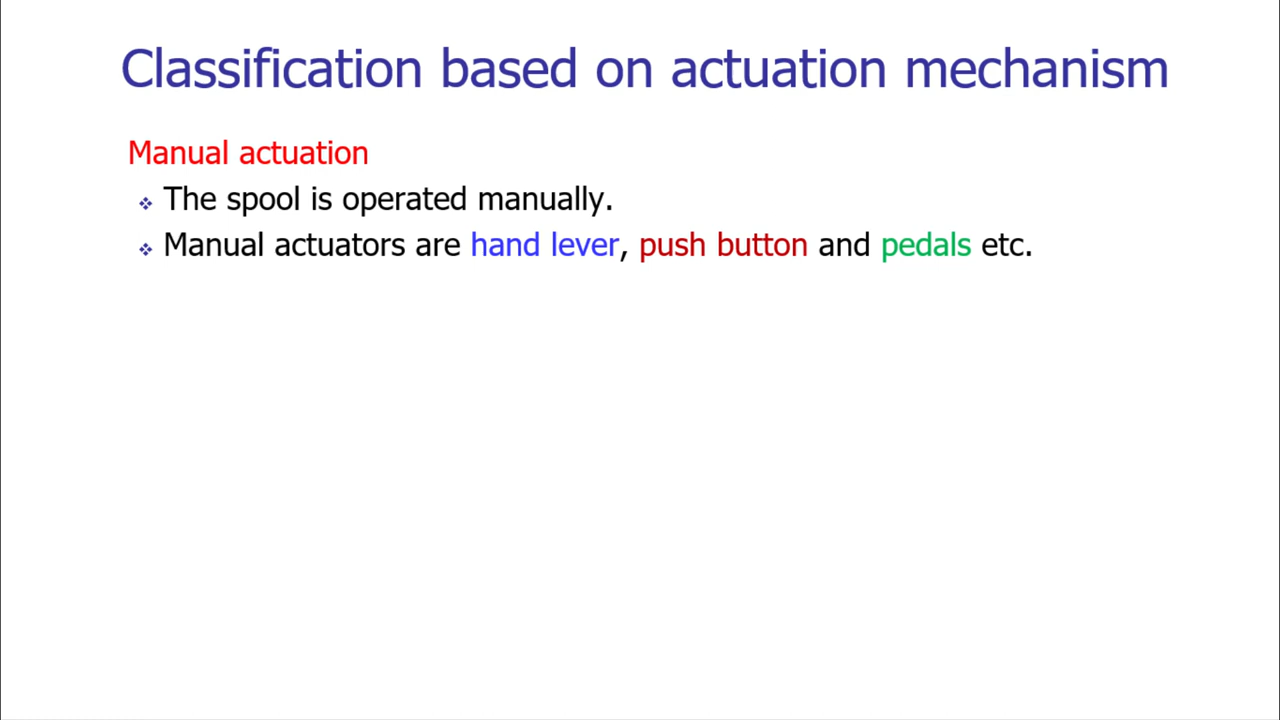 Classification based on actuation mechanism
Manual actuation
❖ The spool is operated manually.
❖ Manual actuators are hand lever, push button and pedals etc.